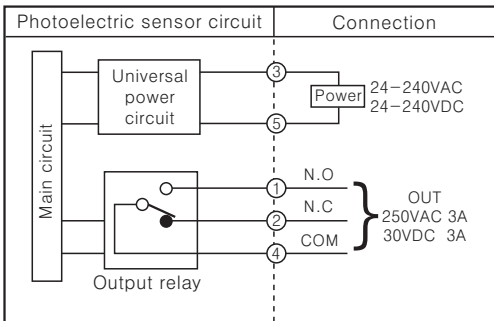 Photoelectric sensor circuit
Connection
Main circuit
Universal
power
circuit
3
5
Power
24-240VAC
24-240VDC
1
N.O
2
N.C
4
COM
OUT
250VAC 3A
30VDC 3A
Output relay